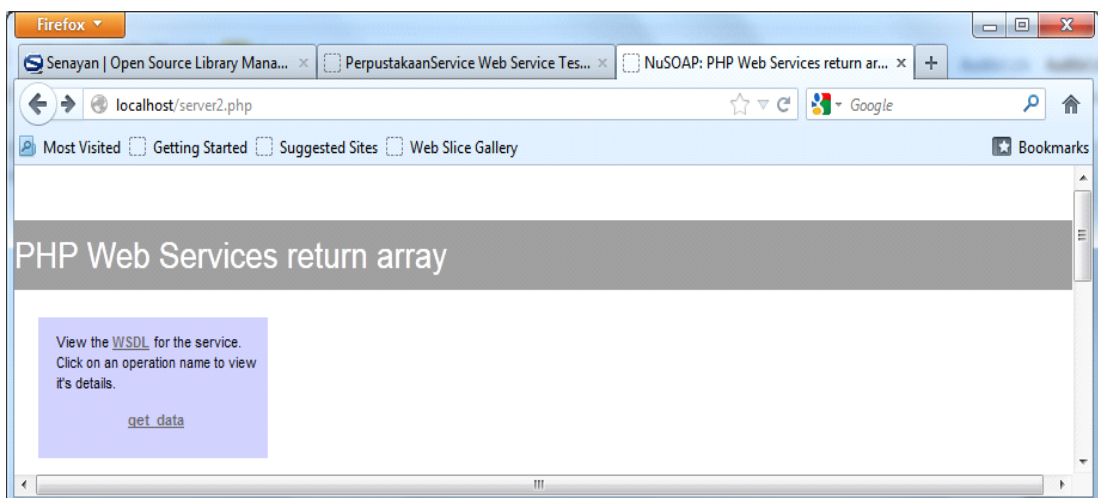 Firefox
Senayan | Open Source Library Mana... PerpustakaanService Web Service Tes... NuSOAP: PHP Web Services return ar...
localhost/server2.php Google
Most Visited Getting Started Suggested Sites Web Slice Gallery Bookmarks
PHP Web Services return array
View the WSDL for the service.
Click on an operation name to view
it's details.
get_data